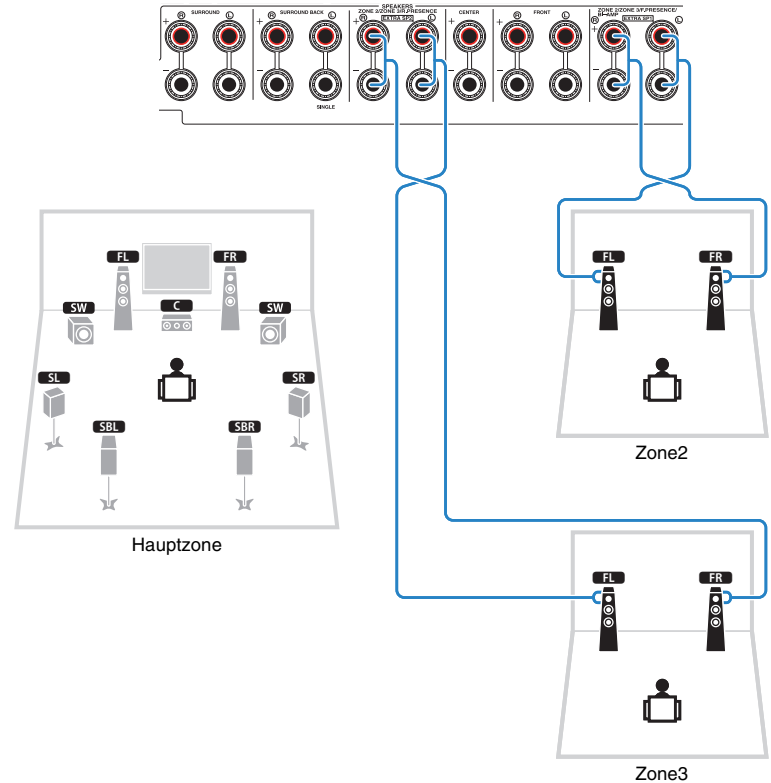 SPEAKERS
SURROUND
SURROUND BACK
ZONE 2/ZONE 3/R.PRESENCE
EXTRA SP2
CENTER
FRONT
ZONE 2/ZONE 3/F.PRESENCE/
BI-AMP
EXTRA SP1
R L
R L
R L
R L
R L
+ + + + +
- - - - -
SINGLE
FL FR
SW C SW
SL SR
SBL SBR
Hauptzone
FL FR
Zone2
FL FR
Zone3